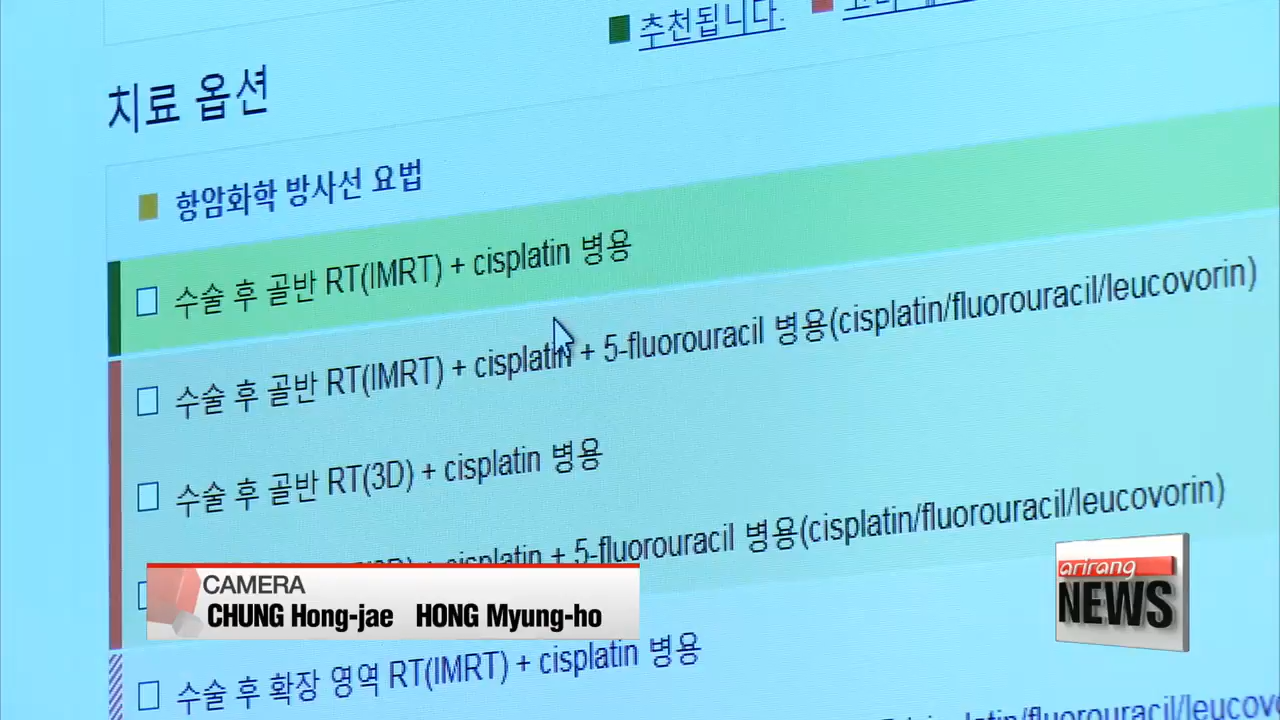 추천됩니다.
치료 옵션
항암화학 방사선 요법
수술 후 골반 RT(IMRT) + cisplatin 병용
수술 후 골반 RT(IMRT) + cisplatin + 5-fluorouracil 병용(cisplatin/fluorouracil/leucovorin)
수술 후 골반 RT(3D) + cisplatin 병용
cisplatin + 5-fluorouracil 병용(cisplatin/fluorouracil/leucovorin)
수술 후 확장 영역 RT(IMRT) + cisplatin 병용
CAMERA
CHUNG Hong-jae HONG Myung-ho
arirang
NEWS